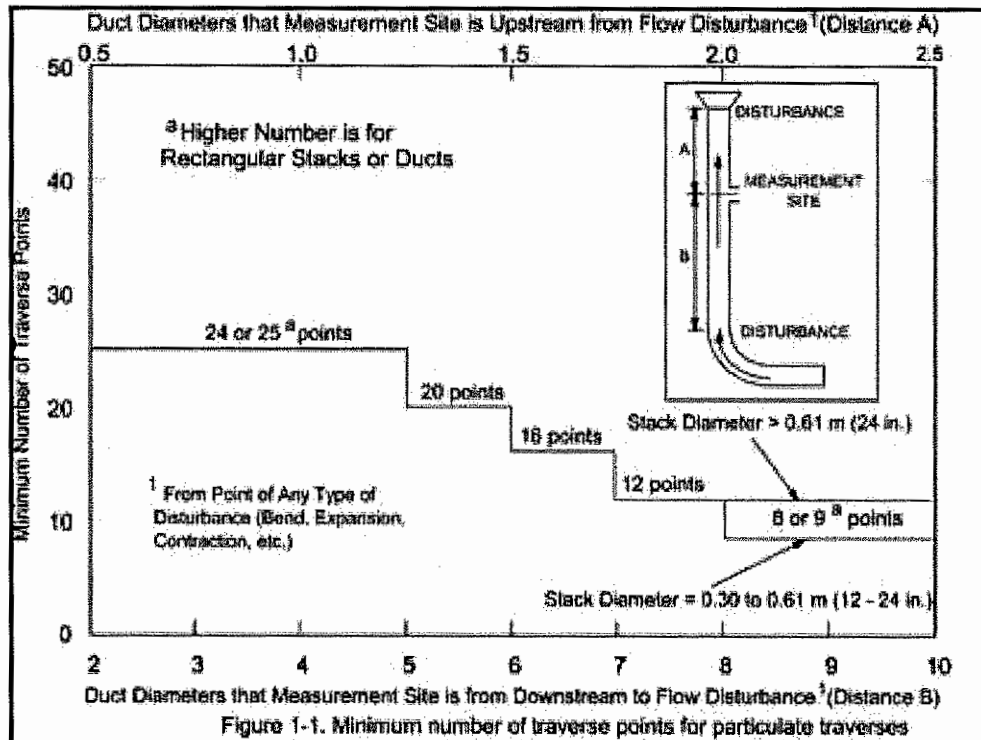 Duct Diameters that Measurement Site is Upstream from Flow Disturbance† (Distance A)
0.5 1.0 1.5 2.0 2.5
50
40
30
20
10
0
Minimum Number of Traverse Points
a Higher Number is for
Rectangular Stacks or Ducts
DISTURBANCE
A
MEASUREMENT
SITE
B
DISTURBANCE
24 or 25 a points
20 points
16 points
Stack Diameter > 0.61 m (24 in.)
12 points
8 or 9 a points
† From Point of Any Type of
Disturbance (Bend, Expansion,
Contraction, etc.)
Stack Diameter = 0.30 to 0.61 m (12 - 24 in.)
2 3 4 5 6 7 8 9 10
Duct Diameters that Measurement Site is from Downstream to Flow Disturbance† (Distance B)
Figure 1-1. Minimum number of traverse points for particulate traverses